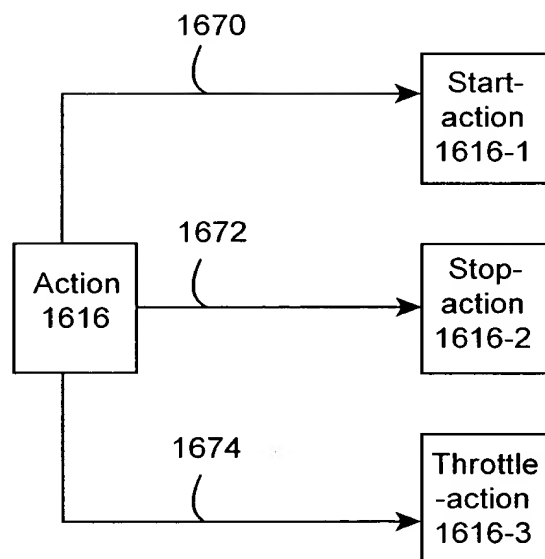 1670
Start-
action
1616-1
1672
Action
1616
Stop-
action
1616-2
1674
Throttle
-action
1616-3